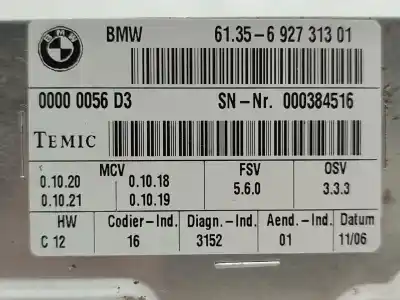 BMW BMW 61.35-6 927 313 01
0000 0056 D3 SN-Nr. 000384516
TEMIC
MCV FSV OSV
0.10.20 0.10.18 5.6.0 3.3.3
0.10.21 0.10.19
HW Codier-Ind. Diagn.-Ind. Aend.-Ind. Datum
C 12 16 3152 01 11/06